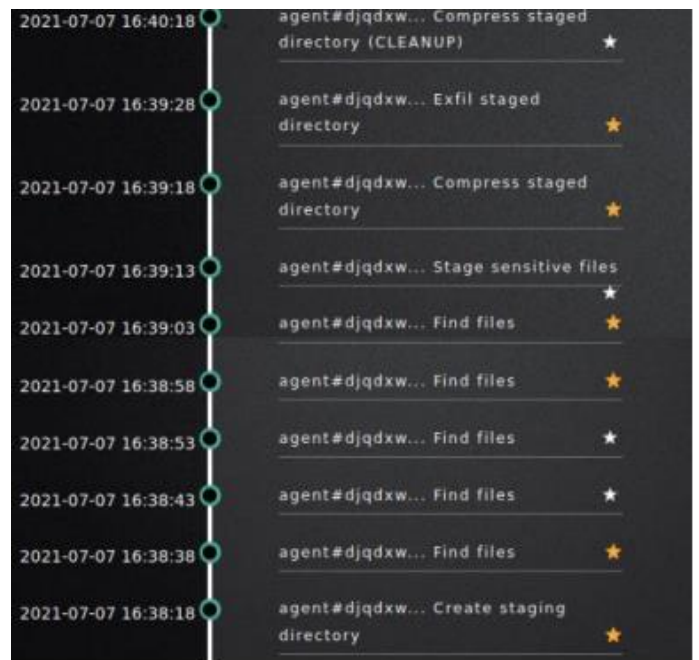 2021-07-07 16:40:18
agent#djqdxw... Compress staged
directory (CLEANUP)
2021-07-07 16:39:28
agent#djqdxw... Exfil staged
directory
2021-07-07 16:39:18
agent#djqdxw... Compress staged
directory
2021-07-07 16:39:13
agent#djqdxw... Stage sensitive files
2021-07-07 16:39:03
agent#djqdxw... Find files
2021-07-07 16:38:58
agent#djqdxw... Find files
2021-07-07 16:38:53
agent#djqdxw... Find files
2021-07-07 16:38:43
agent#djqdxw... Find files
2021-07-07 16:38:38
agent#djqdxw... Find files
2021-07-07 16:38:18
agent#djqdxw... Create staging
directory